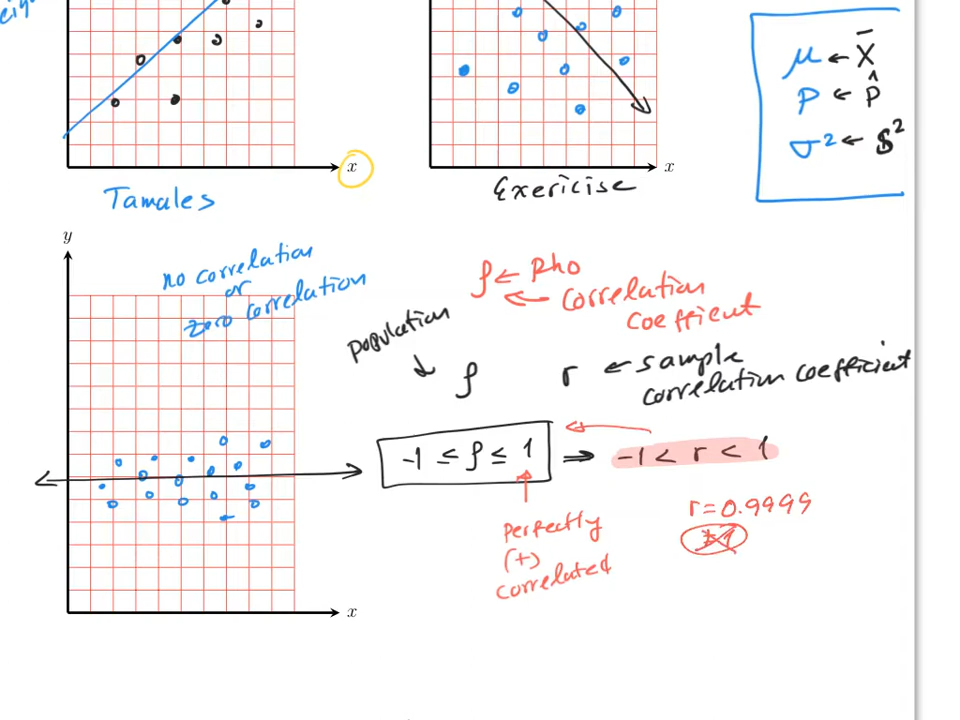 x
Tamales
x
Exericise
μ ← X̄
p ← p̂
σ² ← S²
y
no correlation
or
zero correlation
x
ρ ← Rho
← Correlation
Coefficient
population
↓ ρ
r ← sample
correlation coefficient
-1 ≤ ρ ≤ 1 ⇒ -1 < r < 1
Perfectly
(+)
correlated
r = 0.9999